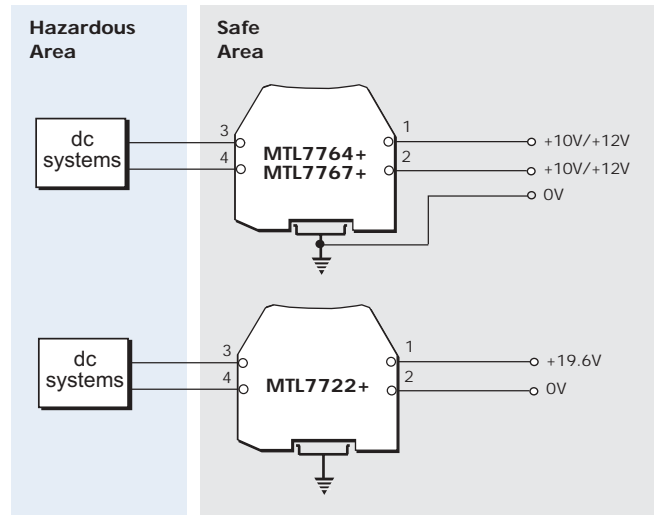 Hazardous
Area
Safe
Area
dc
systems
3
4
MTL7764+
MTL7767+
1
2
+10V/+12V
+10V/+12V
0V
dc
systems
3
4
MTL7722+
1
2
+19.6V
0V